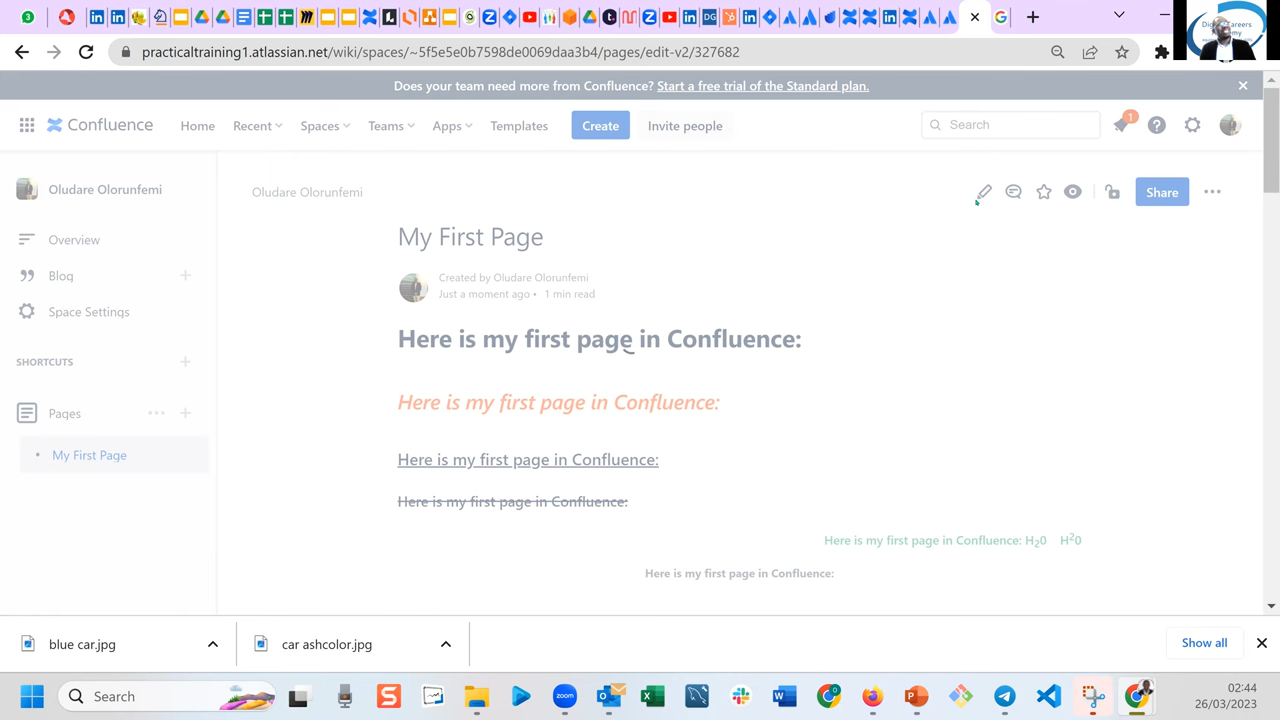 practicaltraining1.atlassian.net/wiki/spaces/~5f5e5e0b7598de0069daa3b4/pages/edit-v2/327682
Does your team need more from Confluence? Start a free trial of the Standard plan.
Confluence Home Recent Spaces Teams Apps Templates Create Invite people Search 1
Oludare Olorunfemi
Oludare Olorunfemi
Share
Overview
My First Page
Blog
Created by Oludare Olorunfemi
Just a moment ago • 1 min read
Space Settings
Here is my first page in Confluence:
SHORTCUTS
Here is my first page in Confluence:
Pages
My First Page
Here is my first page in Confluence:
Here is my first page in Confluence:
Here is my first page in Confluence: H₂0 H²0
Here is my first page in Confluence:
blue car.jpg
car ashcolor.jpg
Show all
Search
zoom
02:44
26/03/2023